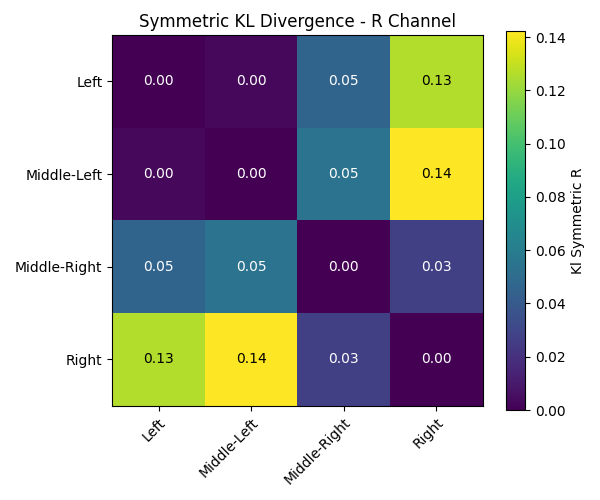 Symmetric KL Divergence - R Channel
Left 0.00 0.00 0.05 0.13
Middle-Left 0.00 0.00 0.05 0.14
Middle-Right 0.05 0.05 0.00 0.03
Right 0.13 0.14 0.03 0.00
Left Middle-Left Middle-Right Right
0.14
0.12
0.10
0.08
0.06
0.04
0.02
0.00
Kl Symmetric R